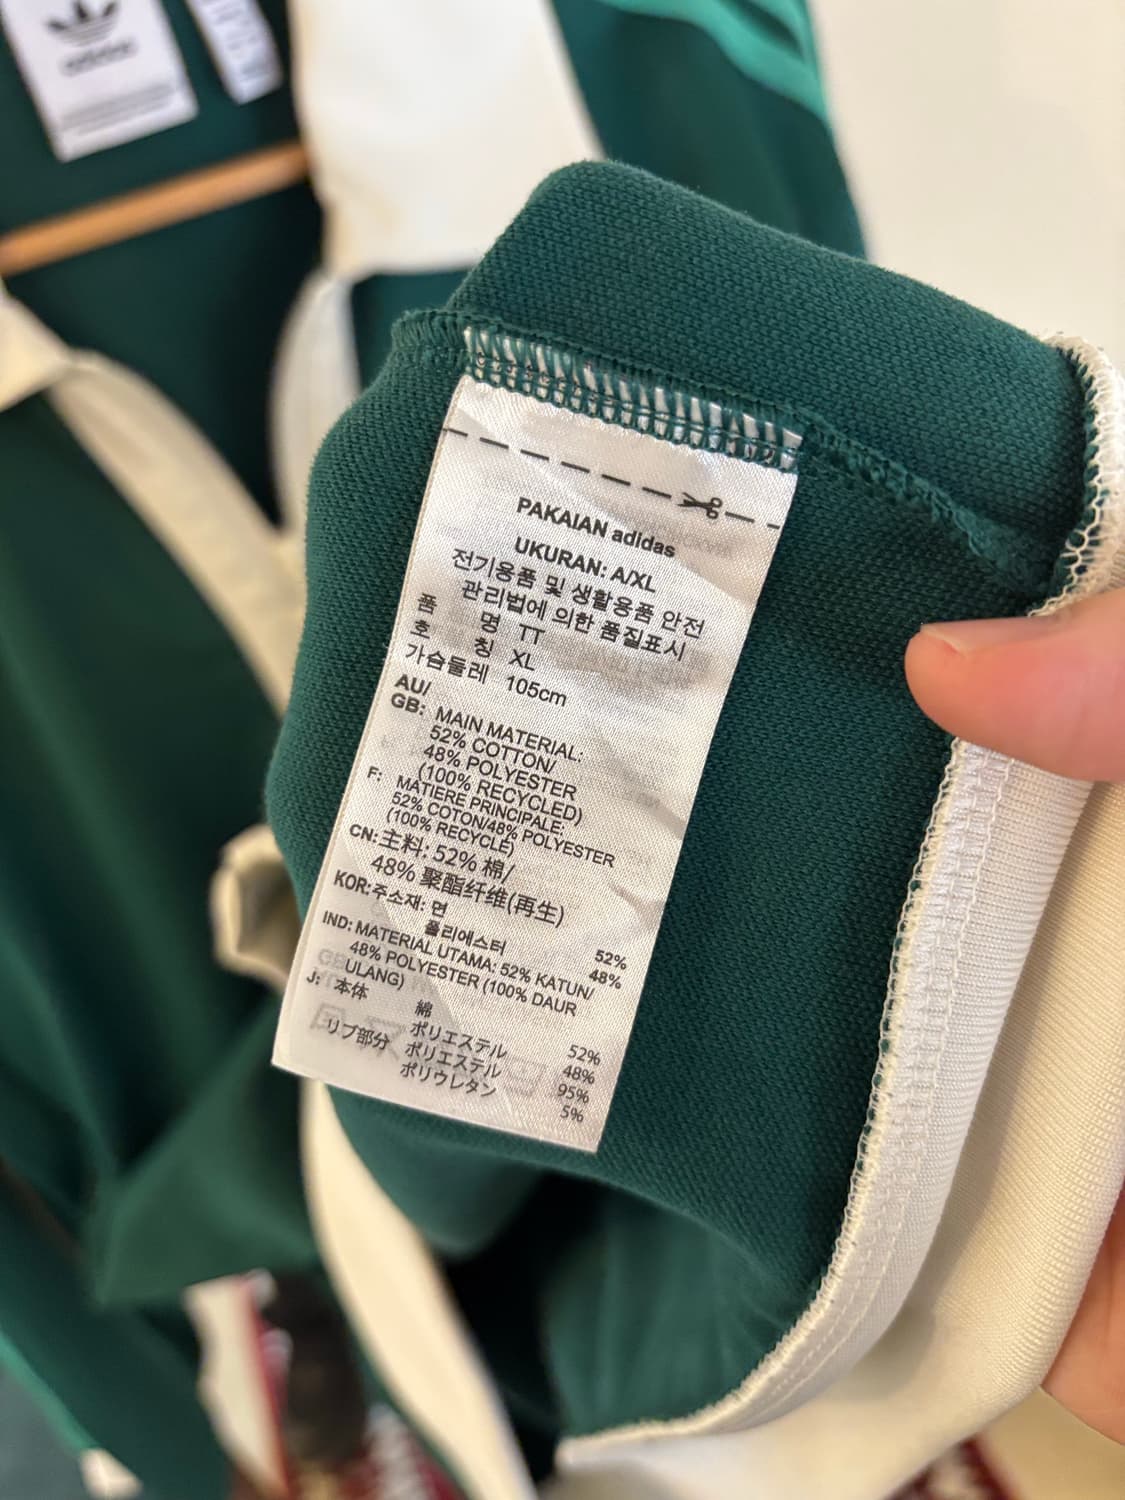 adidas
PAKAIAN adidas
UKURAN: A/XL
전기용품 및 생활용품 안전
관리법에 의한 품질표시
품 명 TT
호 칭 XL
가슴둘레 105cm
AU/
GB: MAIN MATERIAL:
52% COTTON/
48% POLYESTER
(100% RECYCLED)
F: MATIERE PRINCIPALE:
52% COTON/48% POLYESTER
(100% RECYCLÉ)
CN: 主料: 52% 棉/
48% 聚酯纤维(再生)
KOR: 주소재: 면 52%
폴리에스터 48%
IND: MATERIAL UTAMA: 52% KATUN/
48% POLYESTER (100% DAUR
ULANG)
J: 本体 綿 52%
ポリエステル 48%
リブ部分 ポリエステル 95%
ポリウレタン 5%